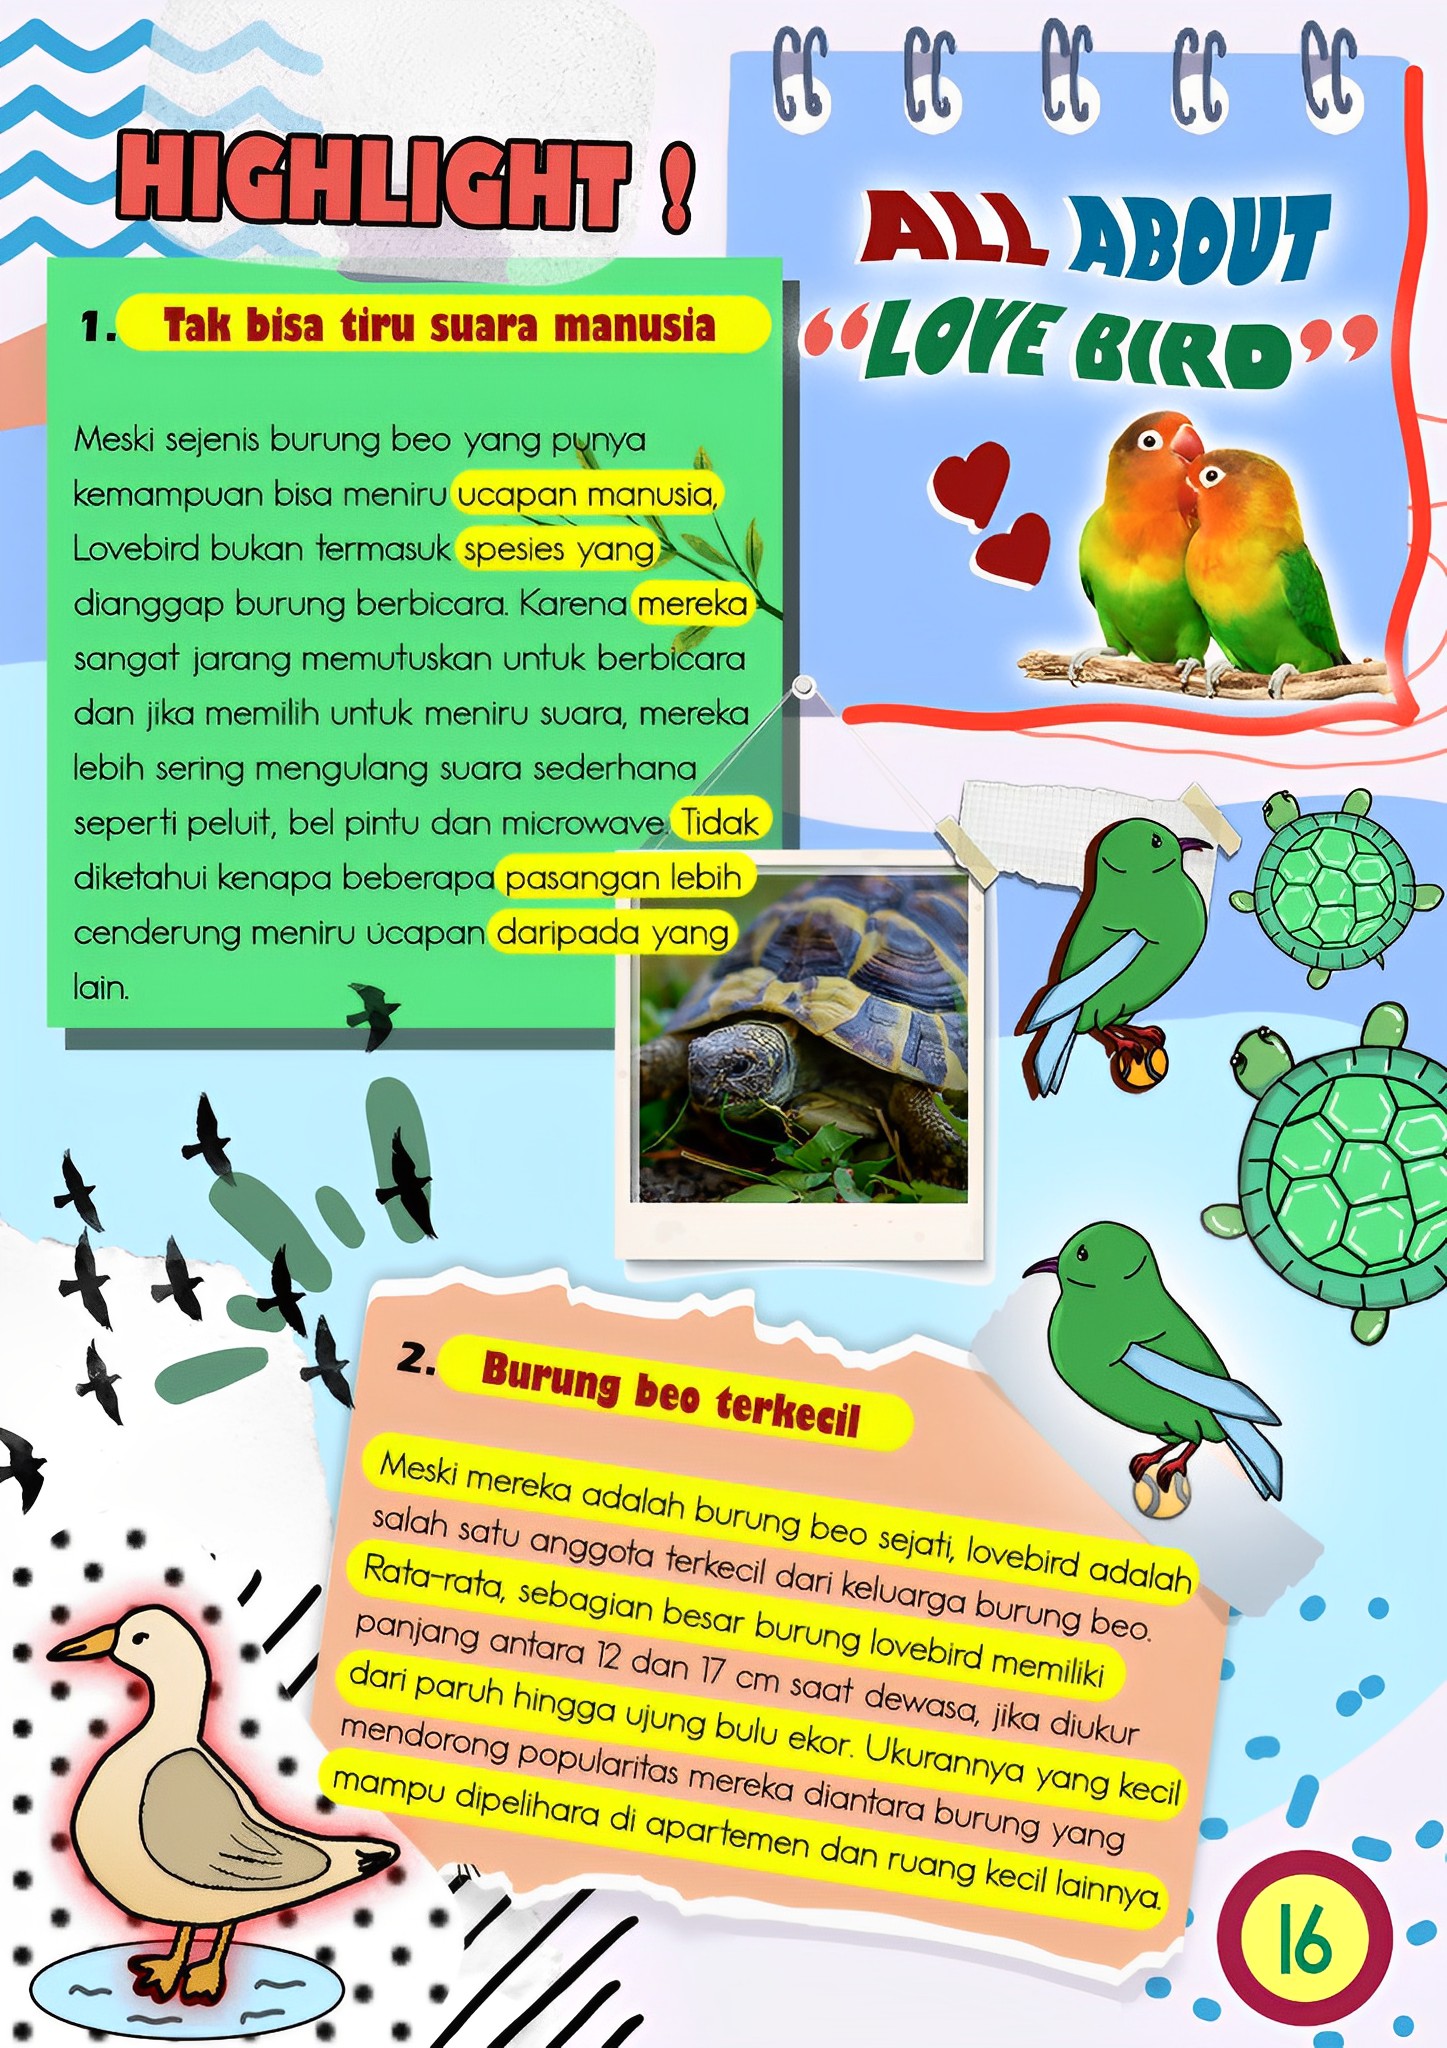 HIGHLIGHT !
ALL ABOUT
“LOVE BIRD”
1. Tak bisa tiru suara manusia
Meski sejenis burung beo yang punya
kemampuan bisa meniru ucapan manusia,
Lovebird bukan termasuk spesies yang
dianggap burung berbicara. Karena mereka
sangat jarang memutuskan untuk berbicara
dan jika memilih untuk meniru suara, mereka
lebih sering mengulang suara sederhana
seperti peluit, bel pintu dan microwave. Tidak
diketahui kenapa beberapa pasangan lebih
cenderung meniru ucapan daripada yang
lain.
2. Burung beo terkecil
Meski mereka adalah burung beo sejati, lovebird adalah
salah satu anggota terkecil dari keluarga burung beo.
Rata-rata, sebagian besar burung lovebird memiliki
panjang antara 12 dan 17 cm saat dewasa, jika diukur
dari paruh hingga ujung bulu ekor. Ukurannya yang kecil
mendorong popularitas mereka diantara burung yang
mampu dipelihara di apartemen dan ruang kecil lainnya.
16